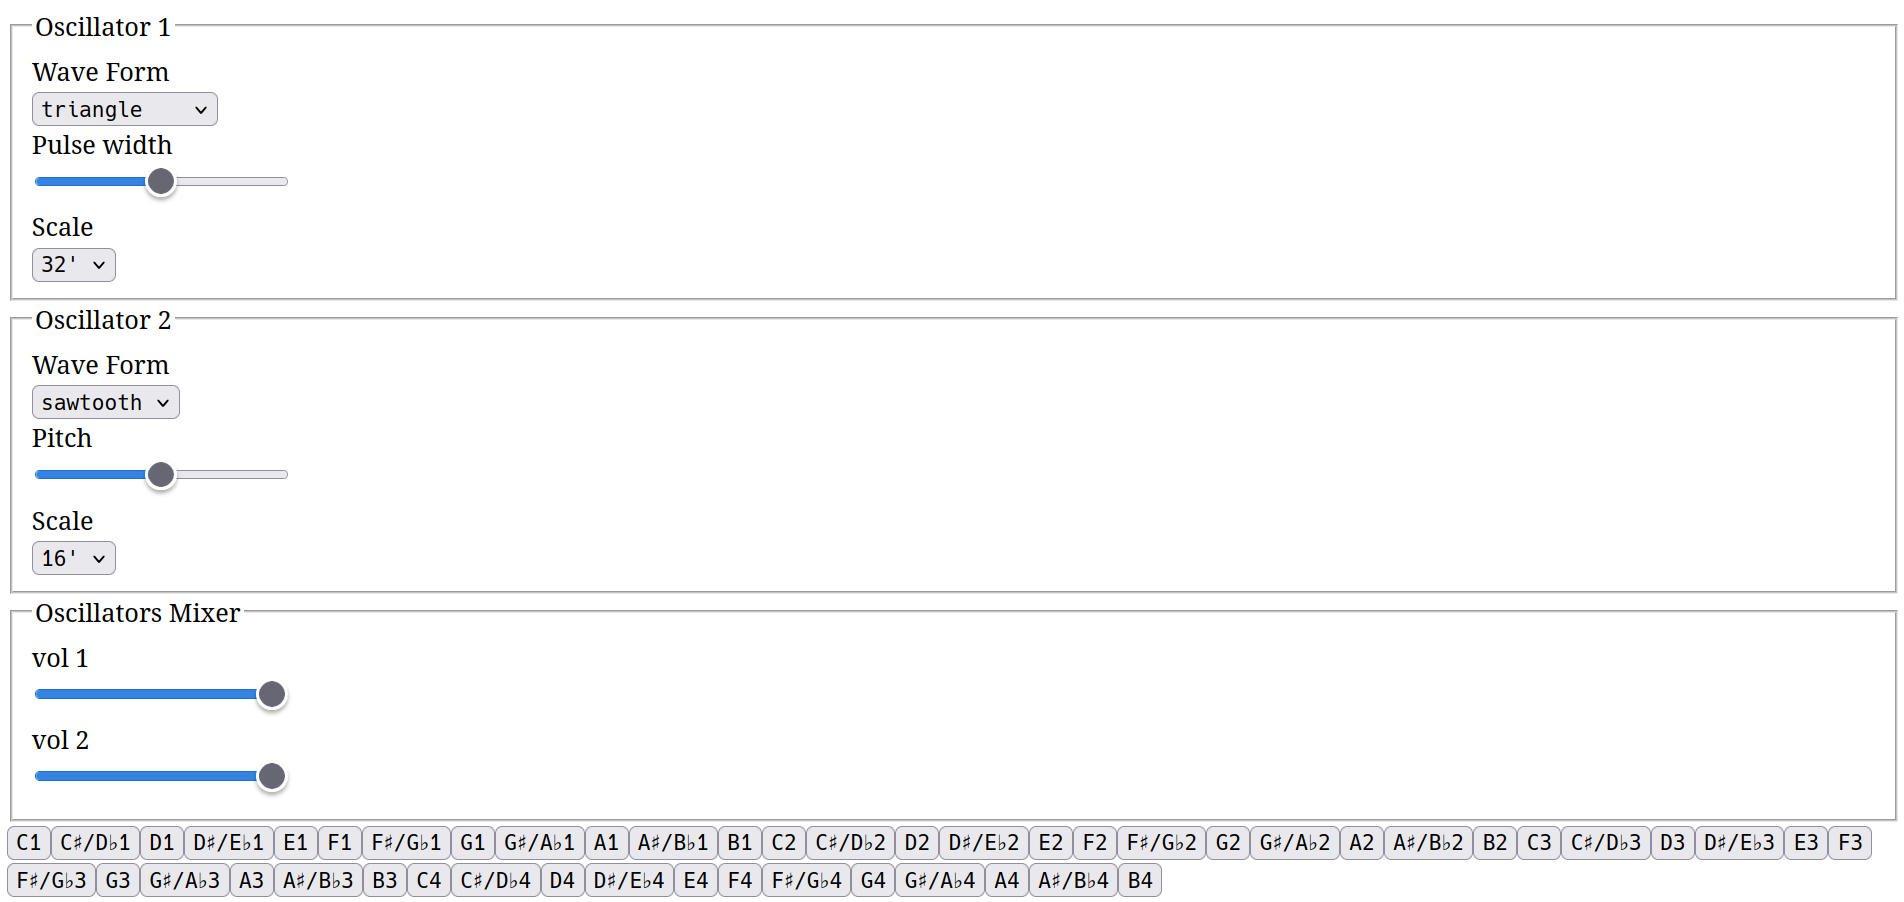 Oscillator 1
Wave Form
triangle
Pulse width
Scale
32'
Oscillator 2
Wave Form
sawtooth
Pitch
Scale
16'
Oscillators Mixer
vol 1
vol 2
C1 C♯/D♭1 D1 D♯/E♭1 E1 F1 F♯/G♭1 G1 G♯/A♭1 A1 A♯/B♭1 B1 C2 C♯/D♭2 D2 D♯/E♭2 E2 F2 F♯/G♭2 G2 G♯/A♭2 A2 A♯/B♭2 B2 C3 C♯/D♭3 D3 D♯/E♭3 E3 F3
F♯/G♭3 G3 G♯/A♭3 A3 A♯/B♭3 B3 C4 C♯/D♭4 D4 D♯/E♭4 E4 F4 F♯/G♭4 G4 G♯/A♭4 A4 A♯/B♭4 B4